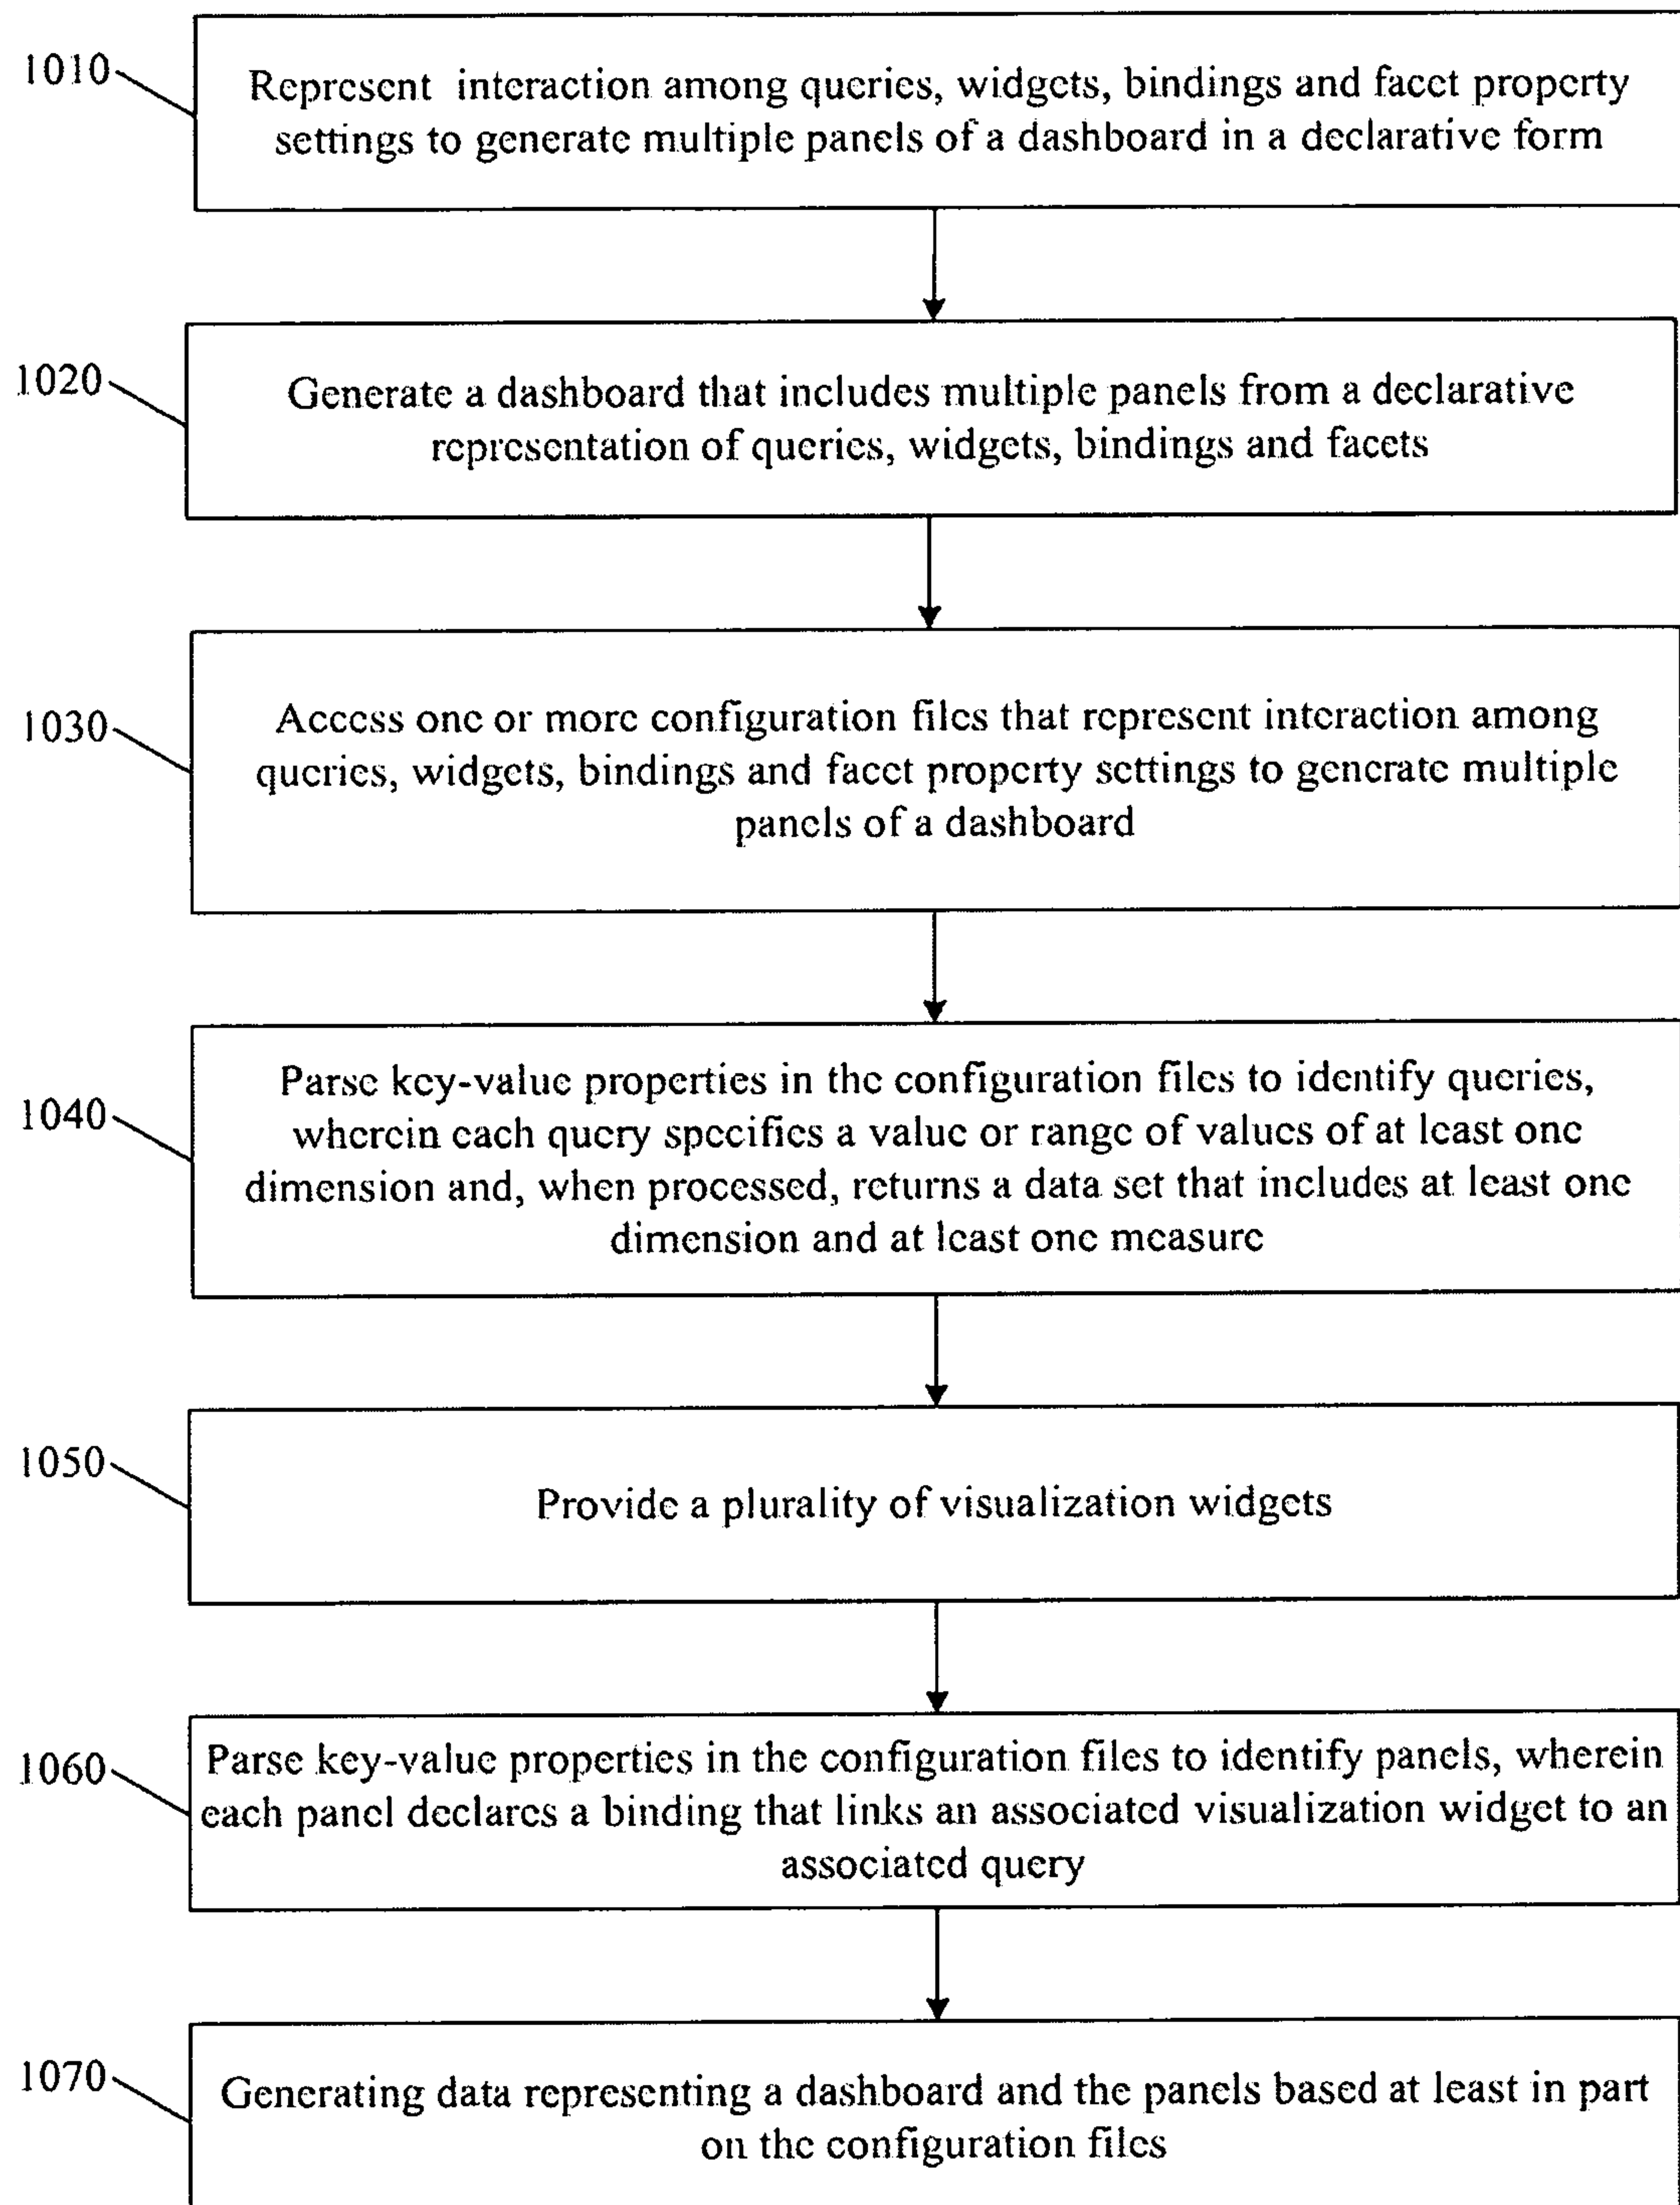 1010
Represent interaction among queries, widgets, bindings and facet property
settings to generate multiple panels of a dashboard in a declarative form
1020
Generate a dashboard that includes multiple panels from a declarative
representation of queries, widgets, bindings and facets
1030
Access one or more configuration files that represent interaction among
queries, widgets, bindings and facet property settings to generate multiple
panels of a dashboard
1040
Parse key-value properties in the configuration files to identify queries,
wherein each query specifies a value or range of values of at least one
dimension and, when processed, returns a data set that includes at least one
dimension and at least one measure
1050
Provide a plurality of visualization widgets
1060
Parse key-value properties in the configuration files to identify panels, wherein
each panel declares a binding that links an associated visualization widget to an
associated query
1070
Generating data representing a dashboard and the panels based at least in part
on the configuration files